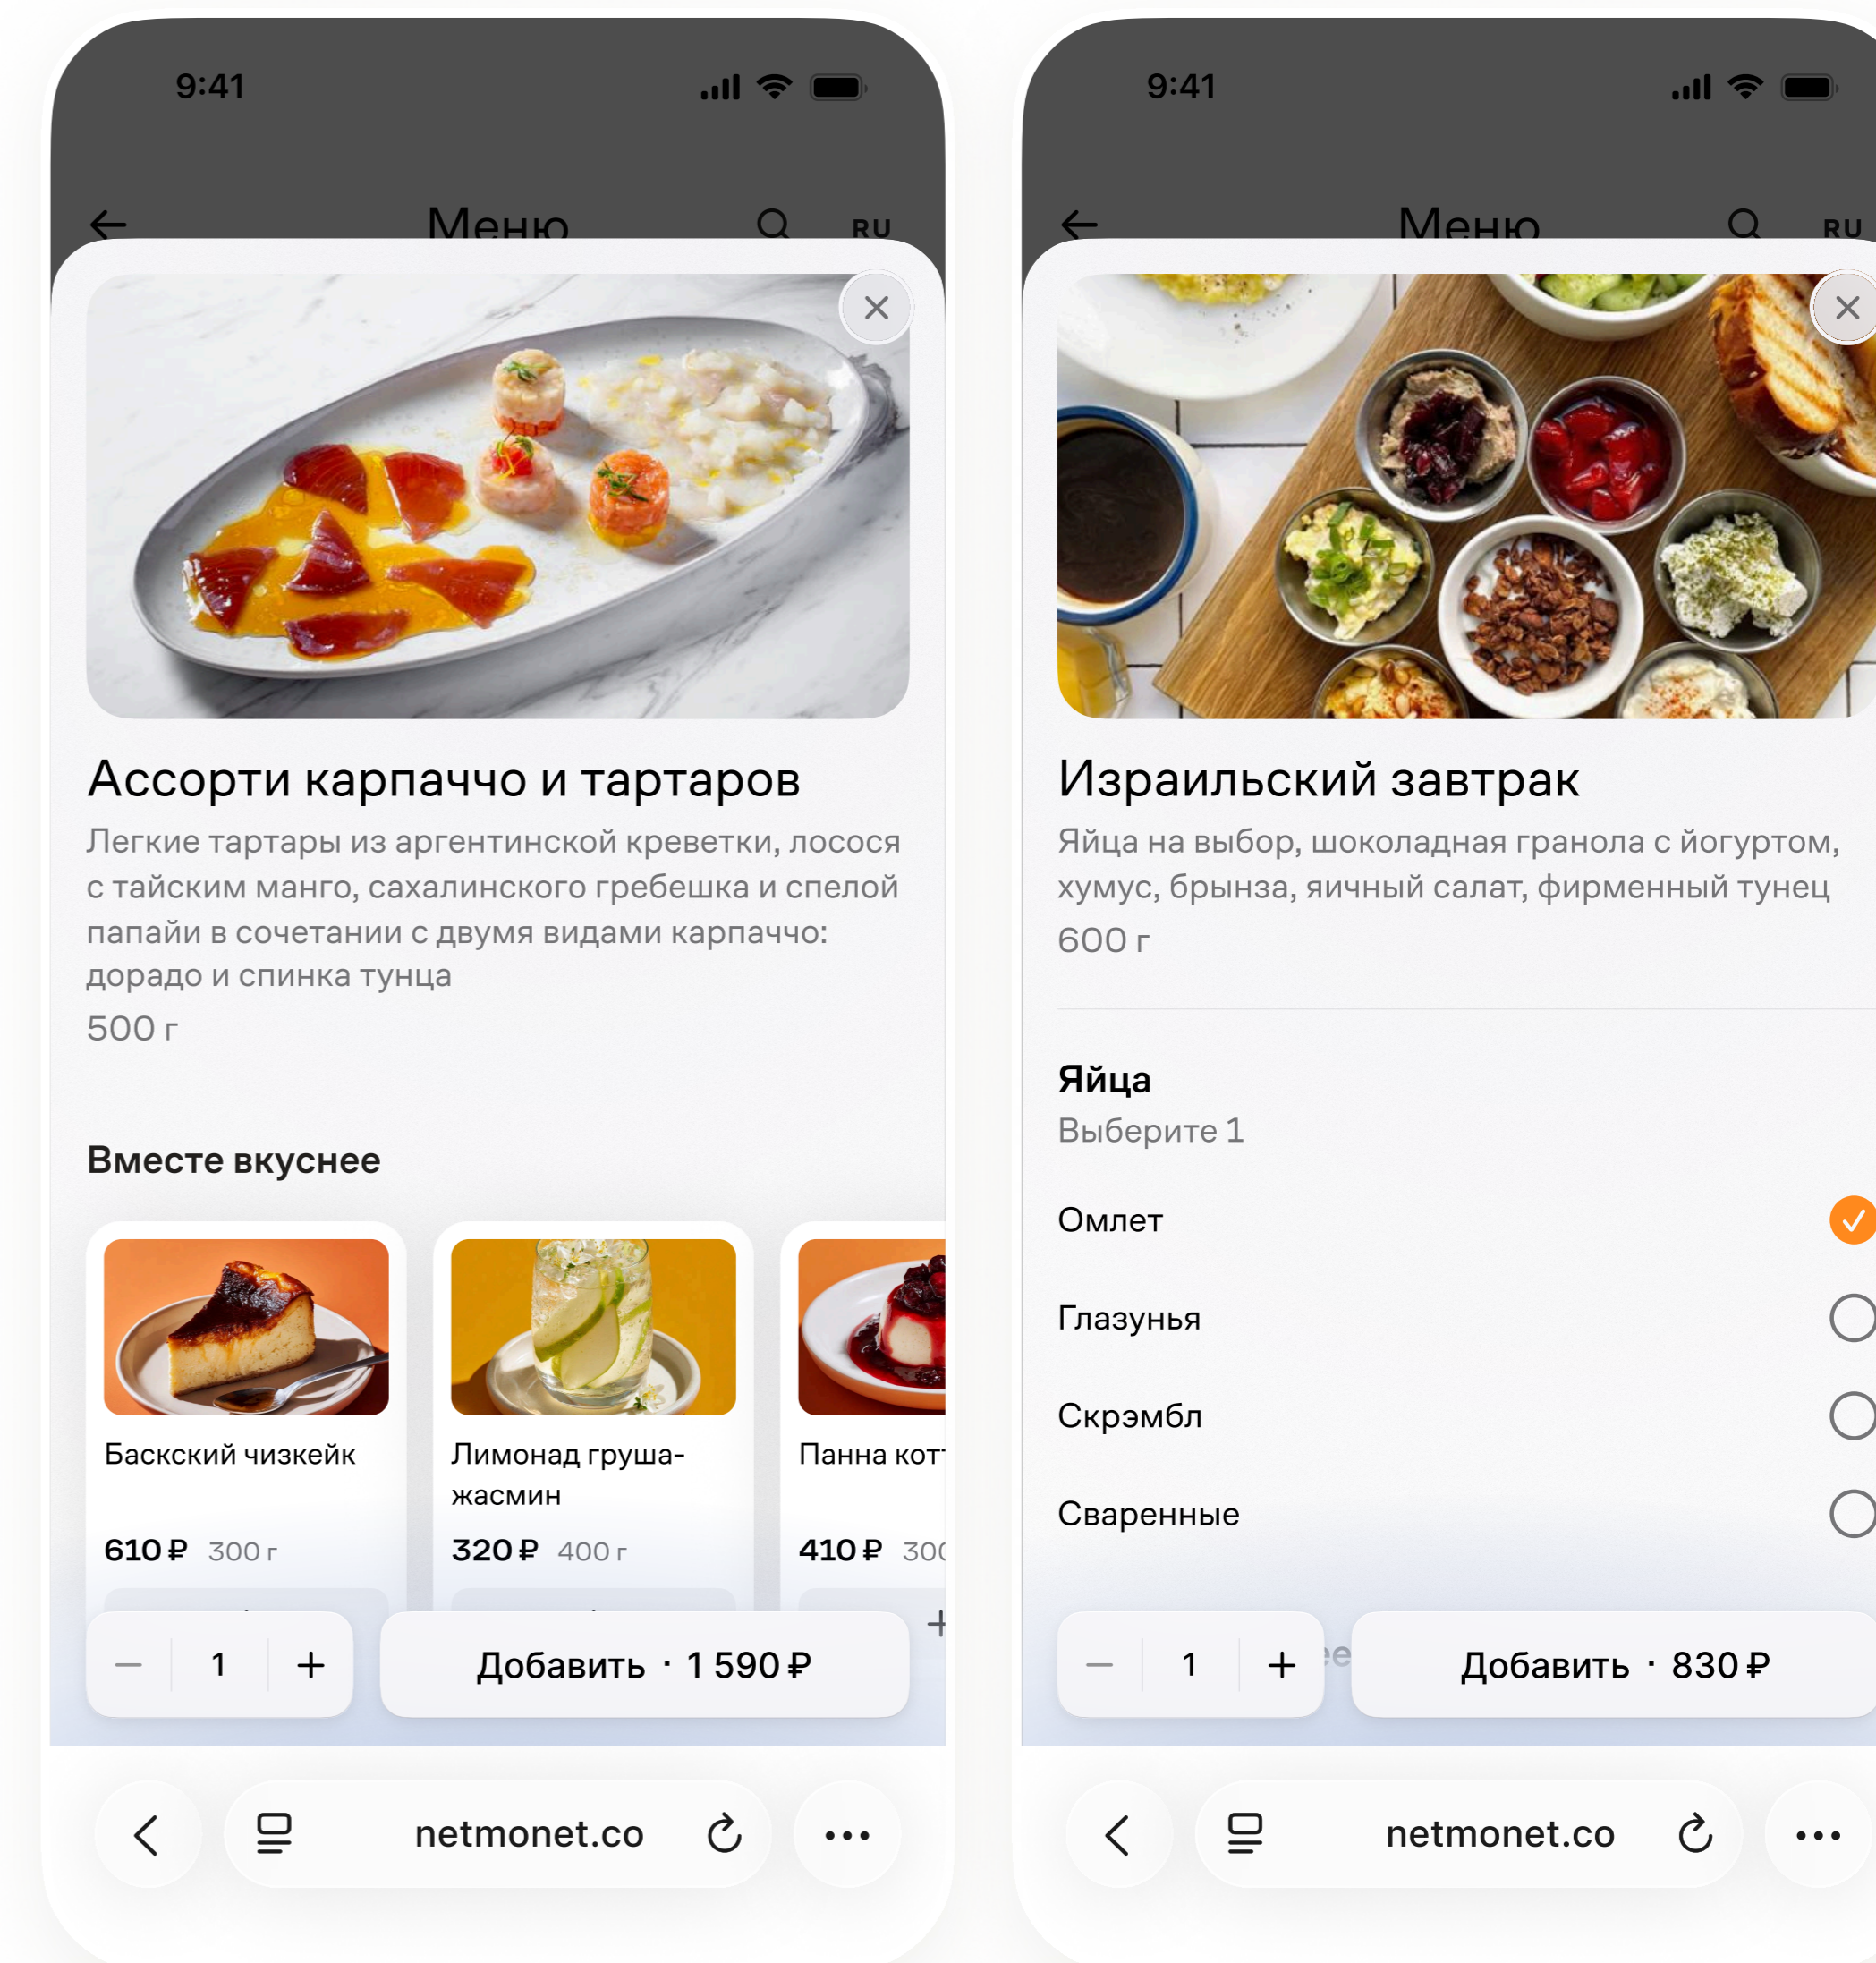 9:41
Меню
RU
Ассорти карпаччо и тартаров
Легкие тартары из аргентинской креветки, лосося
с тайским манго, сахалинского гребешка и спелой
папайи в сочетании с двумя видами карпаччо:
дорадо и спинка тунца
500 г
Вместе вкуснее
Баскский чизкейк
610 ₽ 300 г
Лимонад груша-
жасмин
320 ₽ 400 г
Панна
410 ₽
1
Добавить · 1 590 ₽
netmonet.co
9:41
Меню
RU
Израильский завтрак
Яйца на выбор, шоколадная гранола с йогуртом,
хумус, брынза, яичный салат, фирменный тунец
600 г
Яйца
Выберите 1
Омлет
Глазунья
Скрэмбл
Сваренные
1
Добавить · 830 ₽
netmonet.co